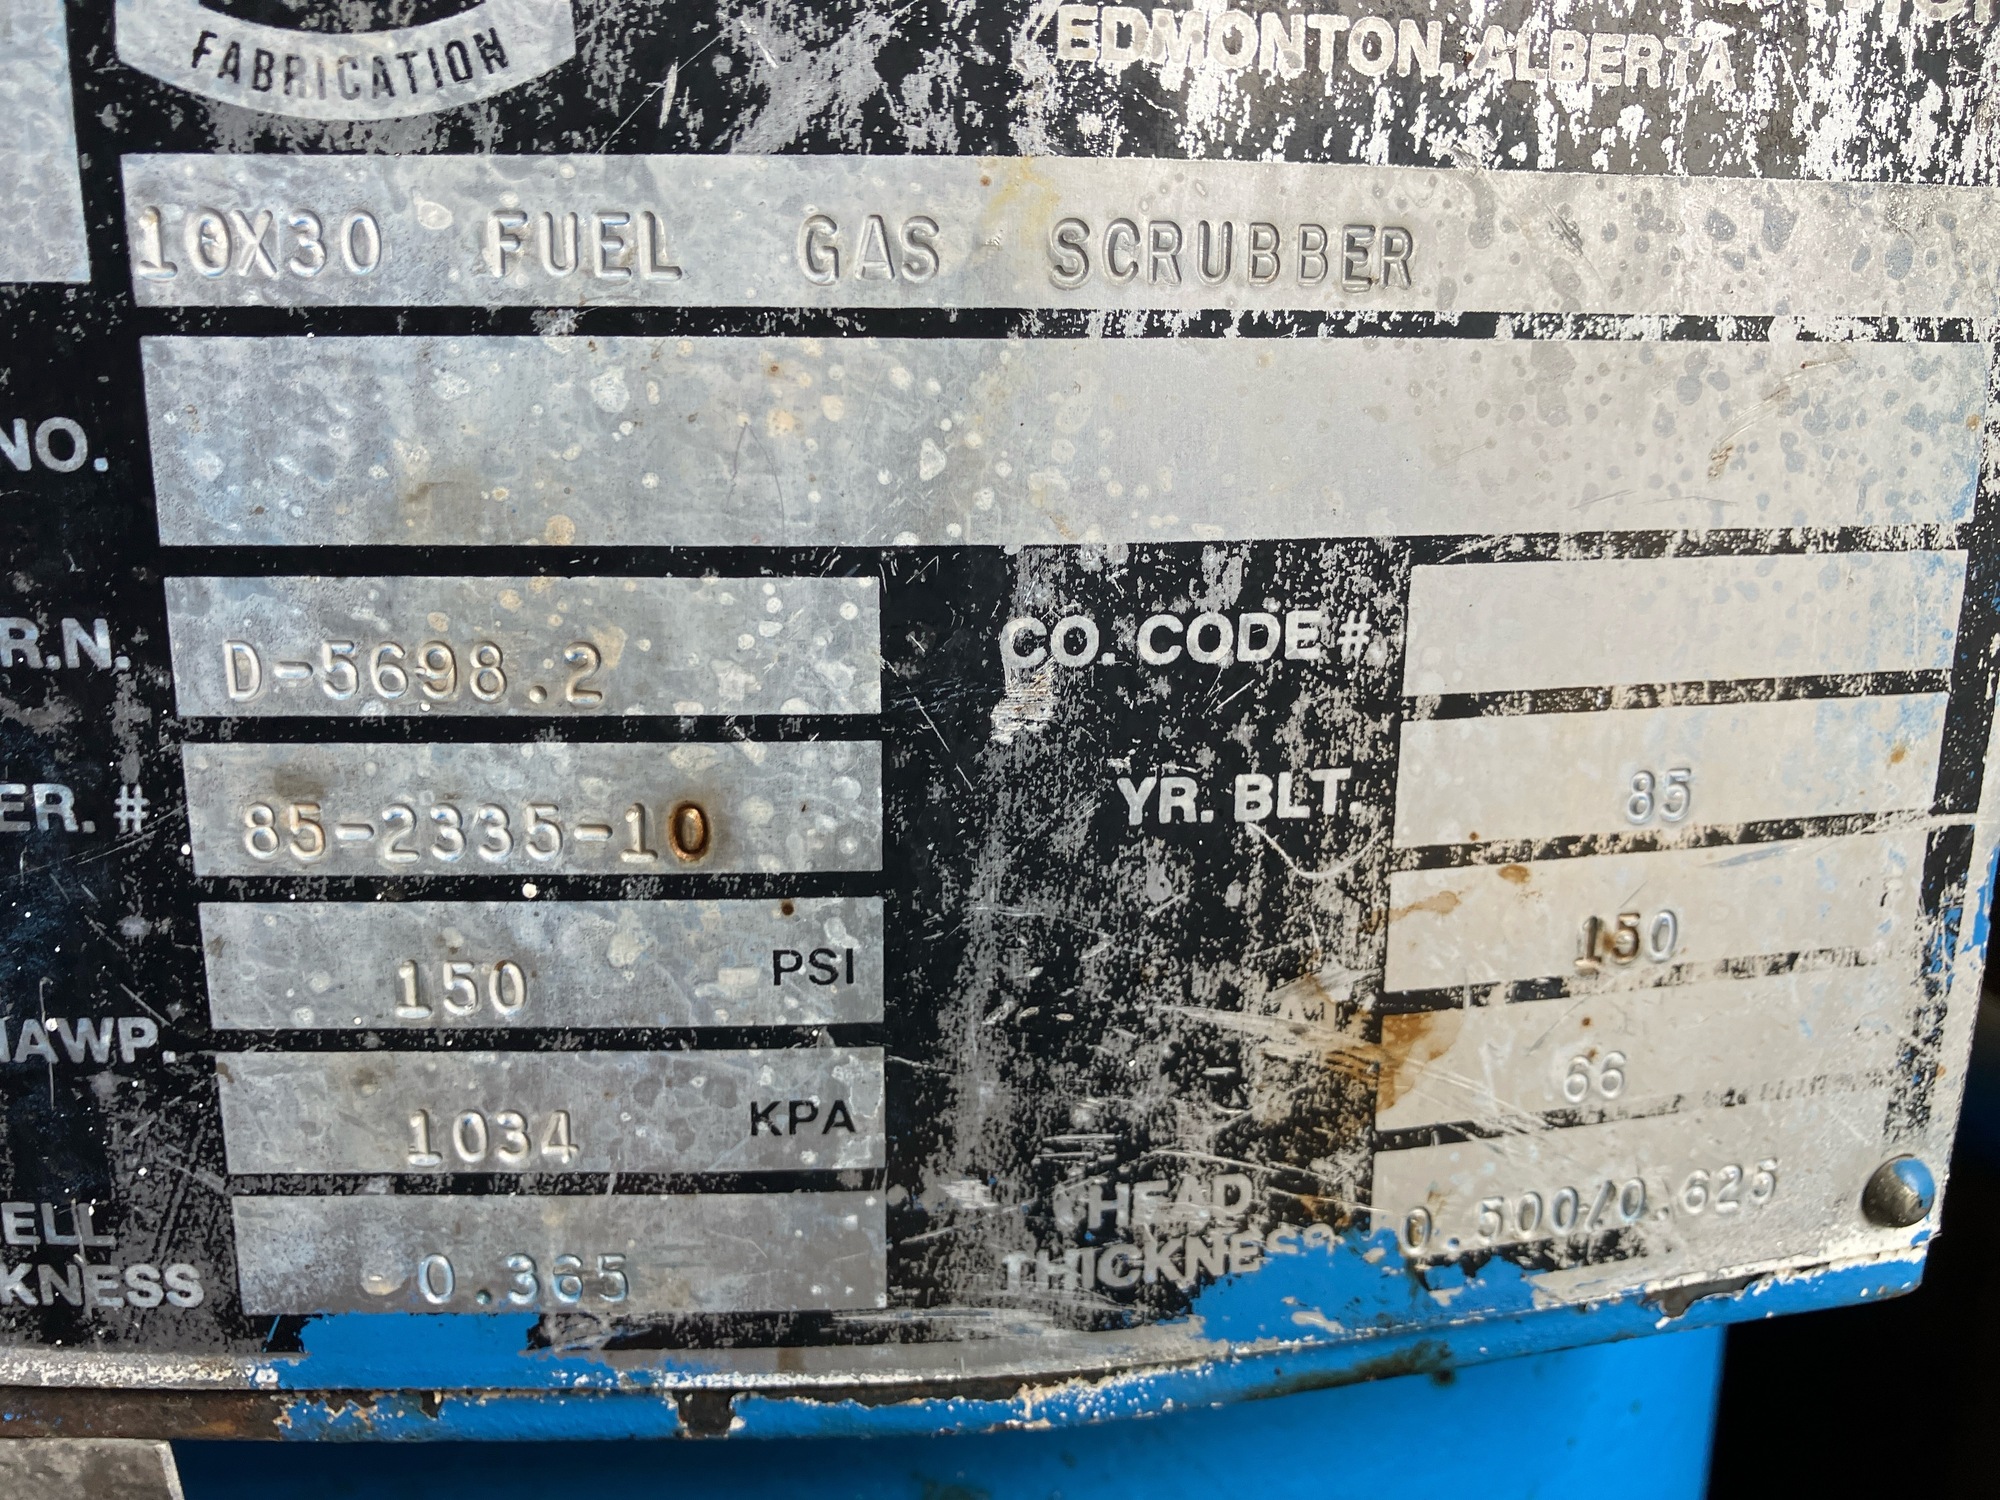 FABRICATION
EDMONTON, ALBERTA
10X30 FUEL GAS SCRUBBER
NO.
R.N. D-5698.2 CO. CODE #
ER. # 85-2335-10 YR. BLT. 85
150 PSI 150
AWP.
1034 KPA 66
ELL HEAD
KNESS 0.365 THICKNESS 0.500/0.625